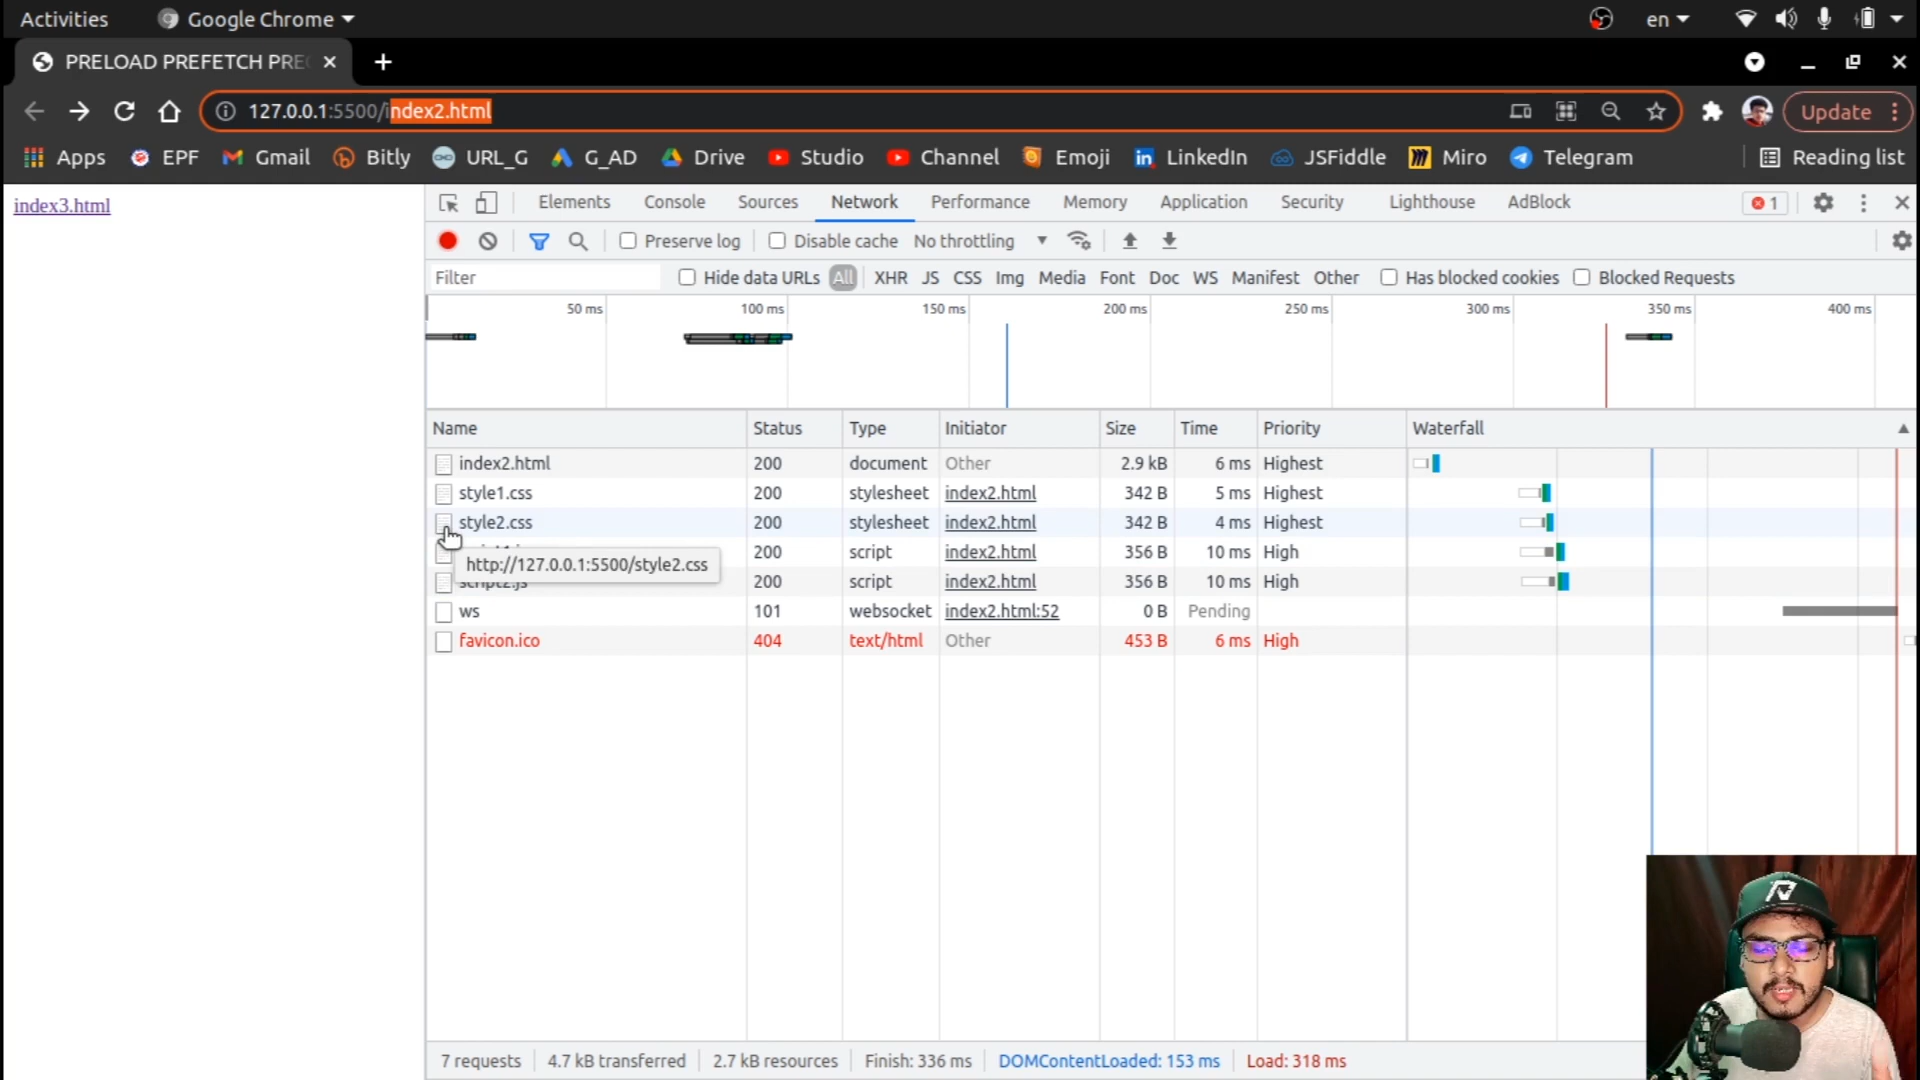 Activities Google Chrome en
PRELOAD PREFETCH PREC
127.0.0.1:5500/index2.html Update
Apps EPF Gmail Bitly URL_G G_AD Drive Studio Channel Emoji LinkedIn JSFiddle Miro Telegram Reading list
index3.html
Elements Console Sources Network Performance Memory Application Security Lighthouse AdBlock 1
Preserve log Disable cache No throttling
Filter Hide data URLs All XHR JS CSS Img Media Font Doc WS Manifest Other Has blocked cookies Blocked Requests
50 ms 100 ms 150 ms 200 ms 250 ms 300 ms 350 ms 400 ms
Name Status Type Initiator Size Time Priority Waterfall
index2.html 200 document Other 2.9 kB 6 ms Highest
style1.css 200 stylesheet index2.html 342 B 5 ms Highest
style2.css 200 stylesheet index2.html 342 B 4 ms Highest
200 script index2.html 356 B 10 ms High
http://127.0.0.1:5500/style2.css
script2.js 200 script index2.html 356 B 10 ms High
ws 101 websocket index2.html:52 0 B Pending
favicon.ico 404 text/html Other 453 B 6 ms High
7 requests 4.7 kB transferred 2.7 kB resources Finish: 336 ms DOMContentLoaded: 153 ms Load: 318 ms